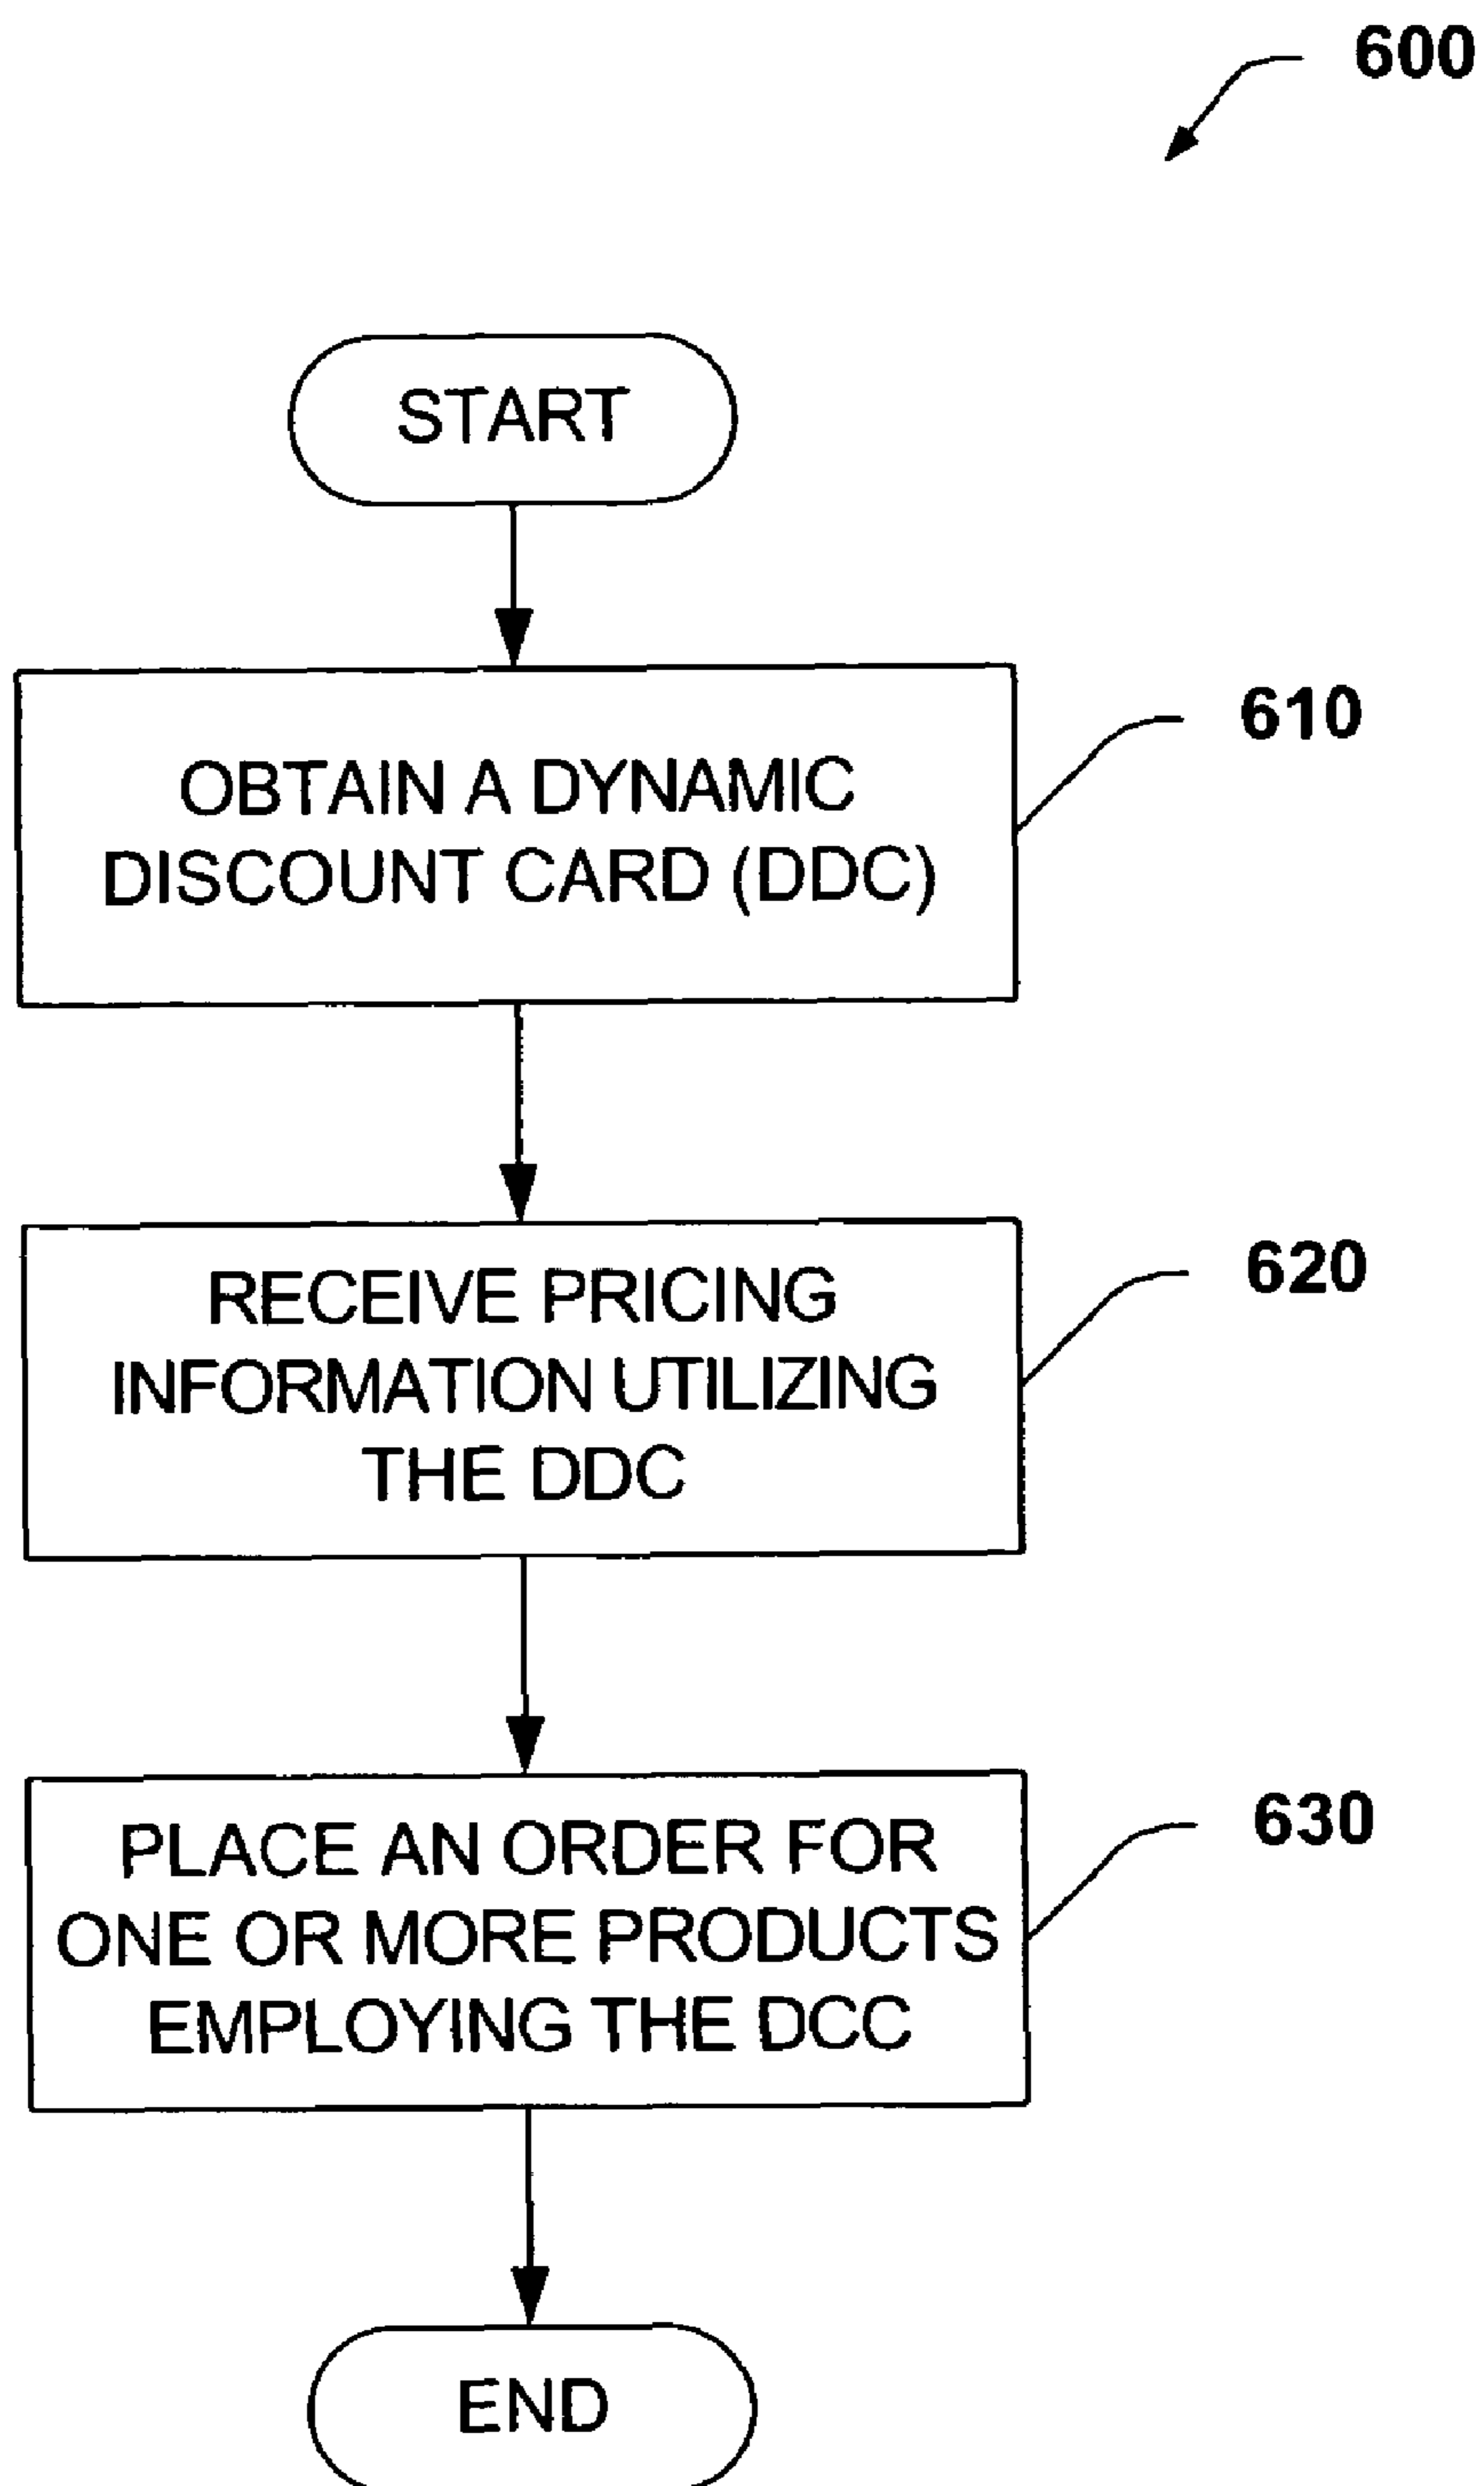 600
START
OBTAIN A DYNAMIC
DISCOUNT CARD (DDC)
610
RECEIVE PRICING
INFORMATION UTILIZING
THE DDC
620
PLACE AN ORDER FOR
ONE OR MORE PRODUCTS
EMPLOYING THE DCC
630
END